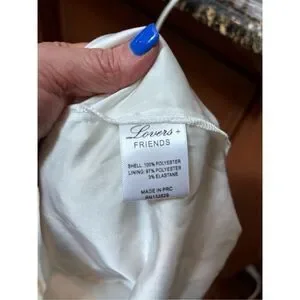 Lovers +
FRIENDS
SHELL: 100% POLYESTER
LINING: 97% POLYESTER
3% ELASTANE
MADE IN PRC